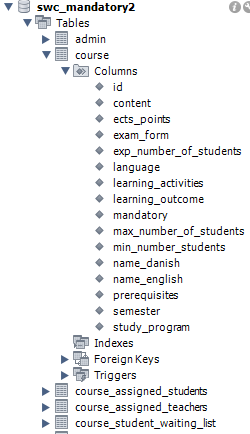 swc_mandatory2
Tables
admin
course
Columns
id
content
ects_points
exam_form
exp_number_of_students
language
learning_activities
learning_outcome
mandatory
max_number_of_students
min_number_students
name_danish
name_english
prerequisites
semester
study_program
Indexes
Foreign Keys
Triggers
course_assigned_students
course_assigned_teachers
course_student_waiting_list